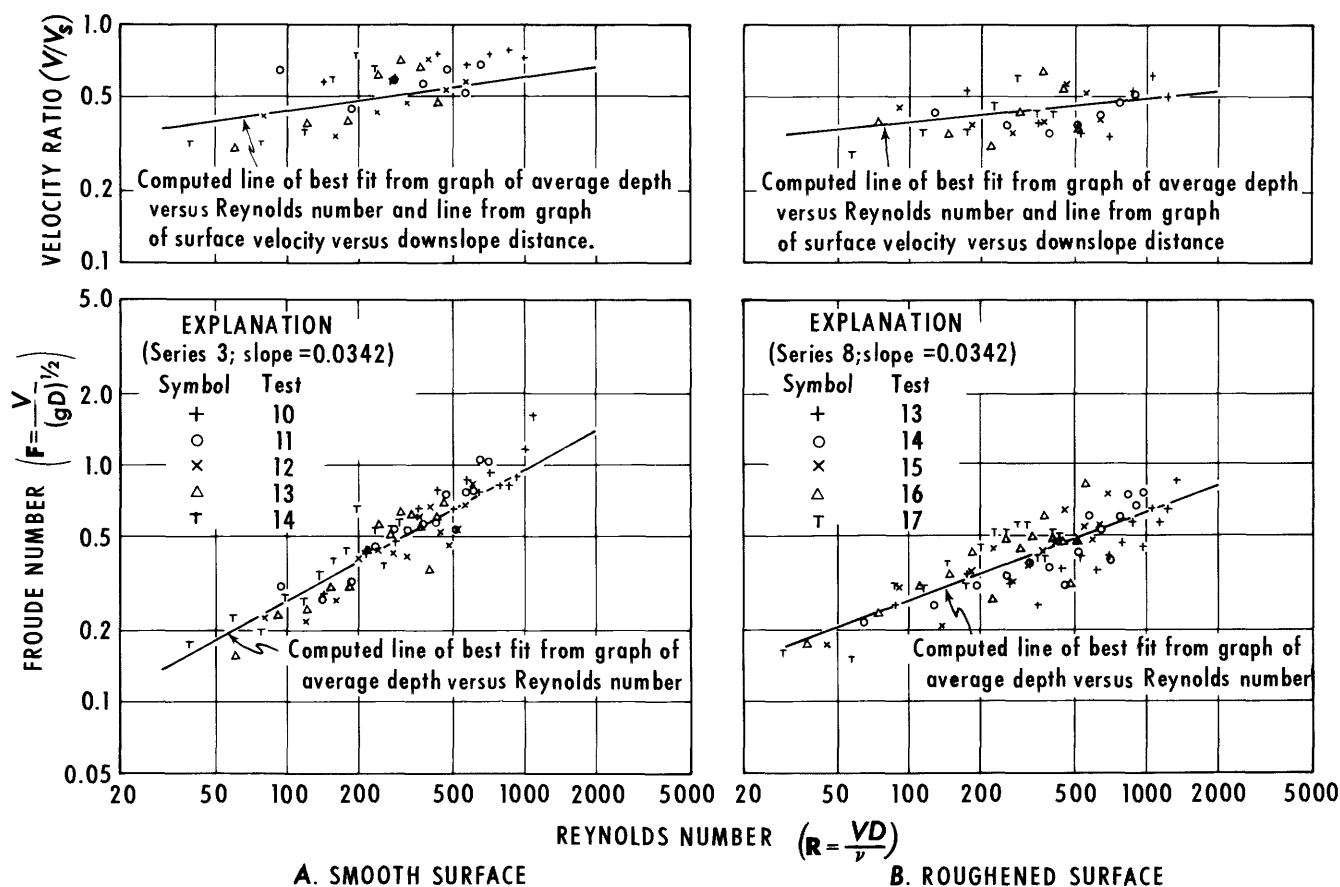 VELOCITY RATIO (V/Vs)
1.0
0.5
0.2
0.1
Computed line of best fit from graph of average depth
versus Reynolds number and line from graph
of surface velocity versus downslope distance.
Computed line of best fit from graph of average depth
versus Reynolds number and line from graph
of surface velocity versus downslope distance
FROUDE NUMBER (F= V/(gD)^1/2)
5.0
2.0
1.0
0.5
0.2
0.1
0.05
EXPLANATION
(Series 3; slope =0.0342)
Symbol Test
+ 10
o 11
x 12
△ 13
T 14
Computed line of best fit from graph of
average depth versus Reynolds number
EXPLANATION
(Series 8;slope =0.0342)
Symbol Test
+ 13
o 14
x 15
△ 16
T 17
Computed line of best fit from graph of
average depth versus Reynolds number
20 50 100 200 500 1000 2000 5000
20 50 100 200 500 1000 2000 5000
REYNOLDS NUMBER (R = VD/ν)
A. SMOOTH SURFACE
B. ROUGHENED SURFACE